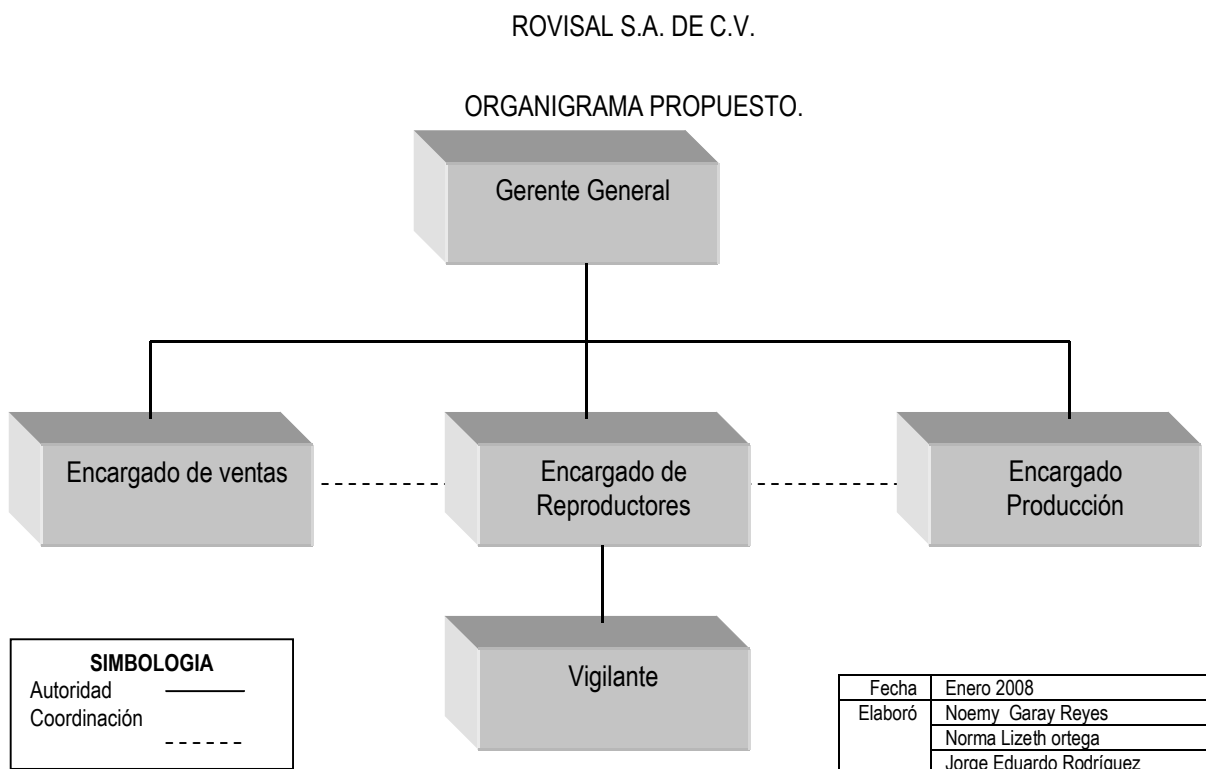 ROVISAL S.A. DE C.V.
ORGANIGRAMA PROPUESTO.
Gerente General
Encargado de ventas
Encargado de
Reproductores
Encargado
Producción
Vigilante
SIMBOLOGIA
Autoridad
Coordinación
Fecha Enero 2008
Elaboró Noemy Garay Reyes
Norma Lizeth ortega
Jorge Eduardo Rodríguez